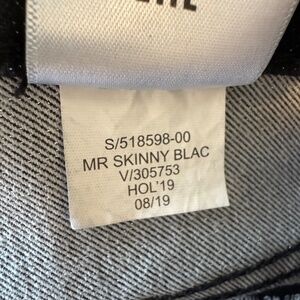 S/518598-00
MR SKINNY BLAC
V/305753
HOL'19
08/19